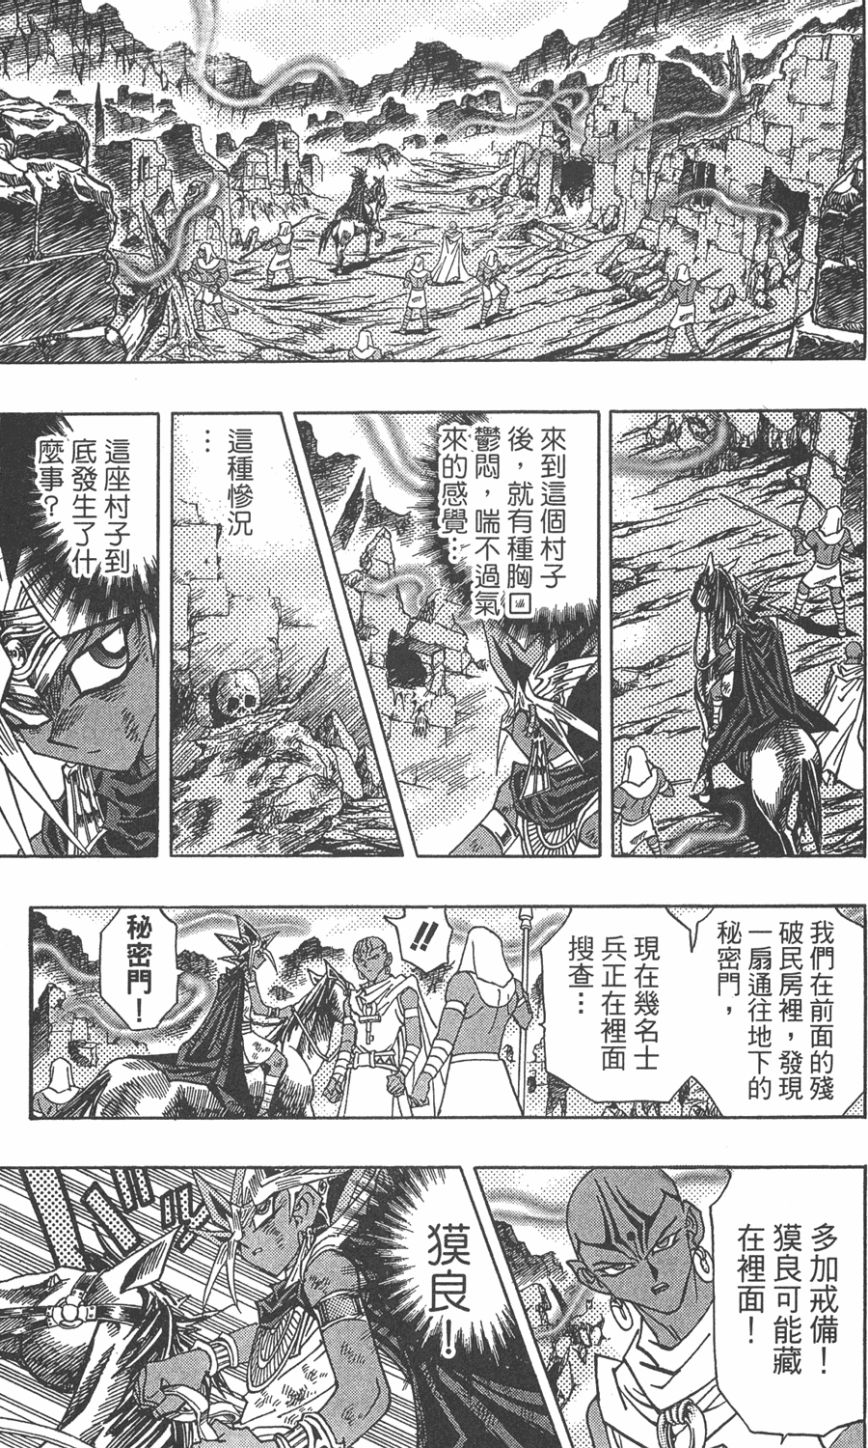 來到這個村子
後，就有種胸口
鬱悶，喘不過氣
來的感覺…
這種慘況
…
這座村子到
底發生了什
麼事？
我們在前面的殘
破民房裡，發現
一扇通往地下的
秘密門，
現在幾名士
兵正在裡面
搜查…
!!
秘密門！
多加戒備！
獏良可能藏
在裡面！
獏良！